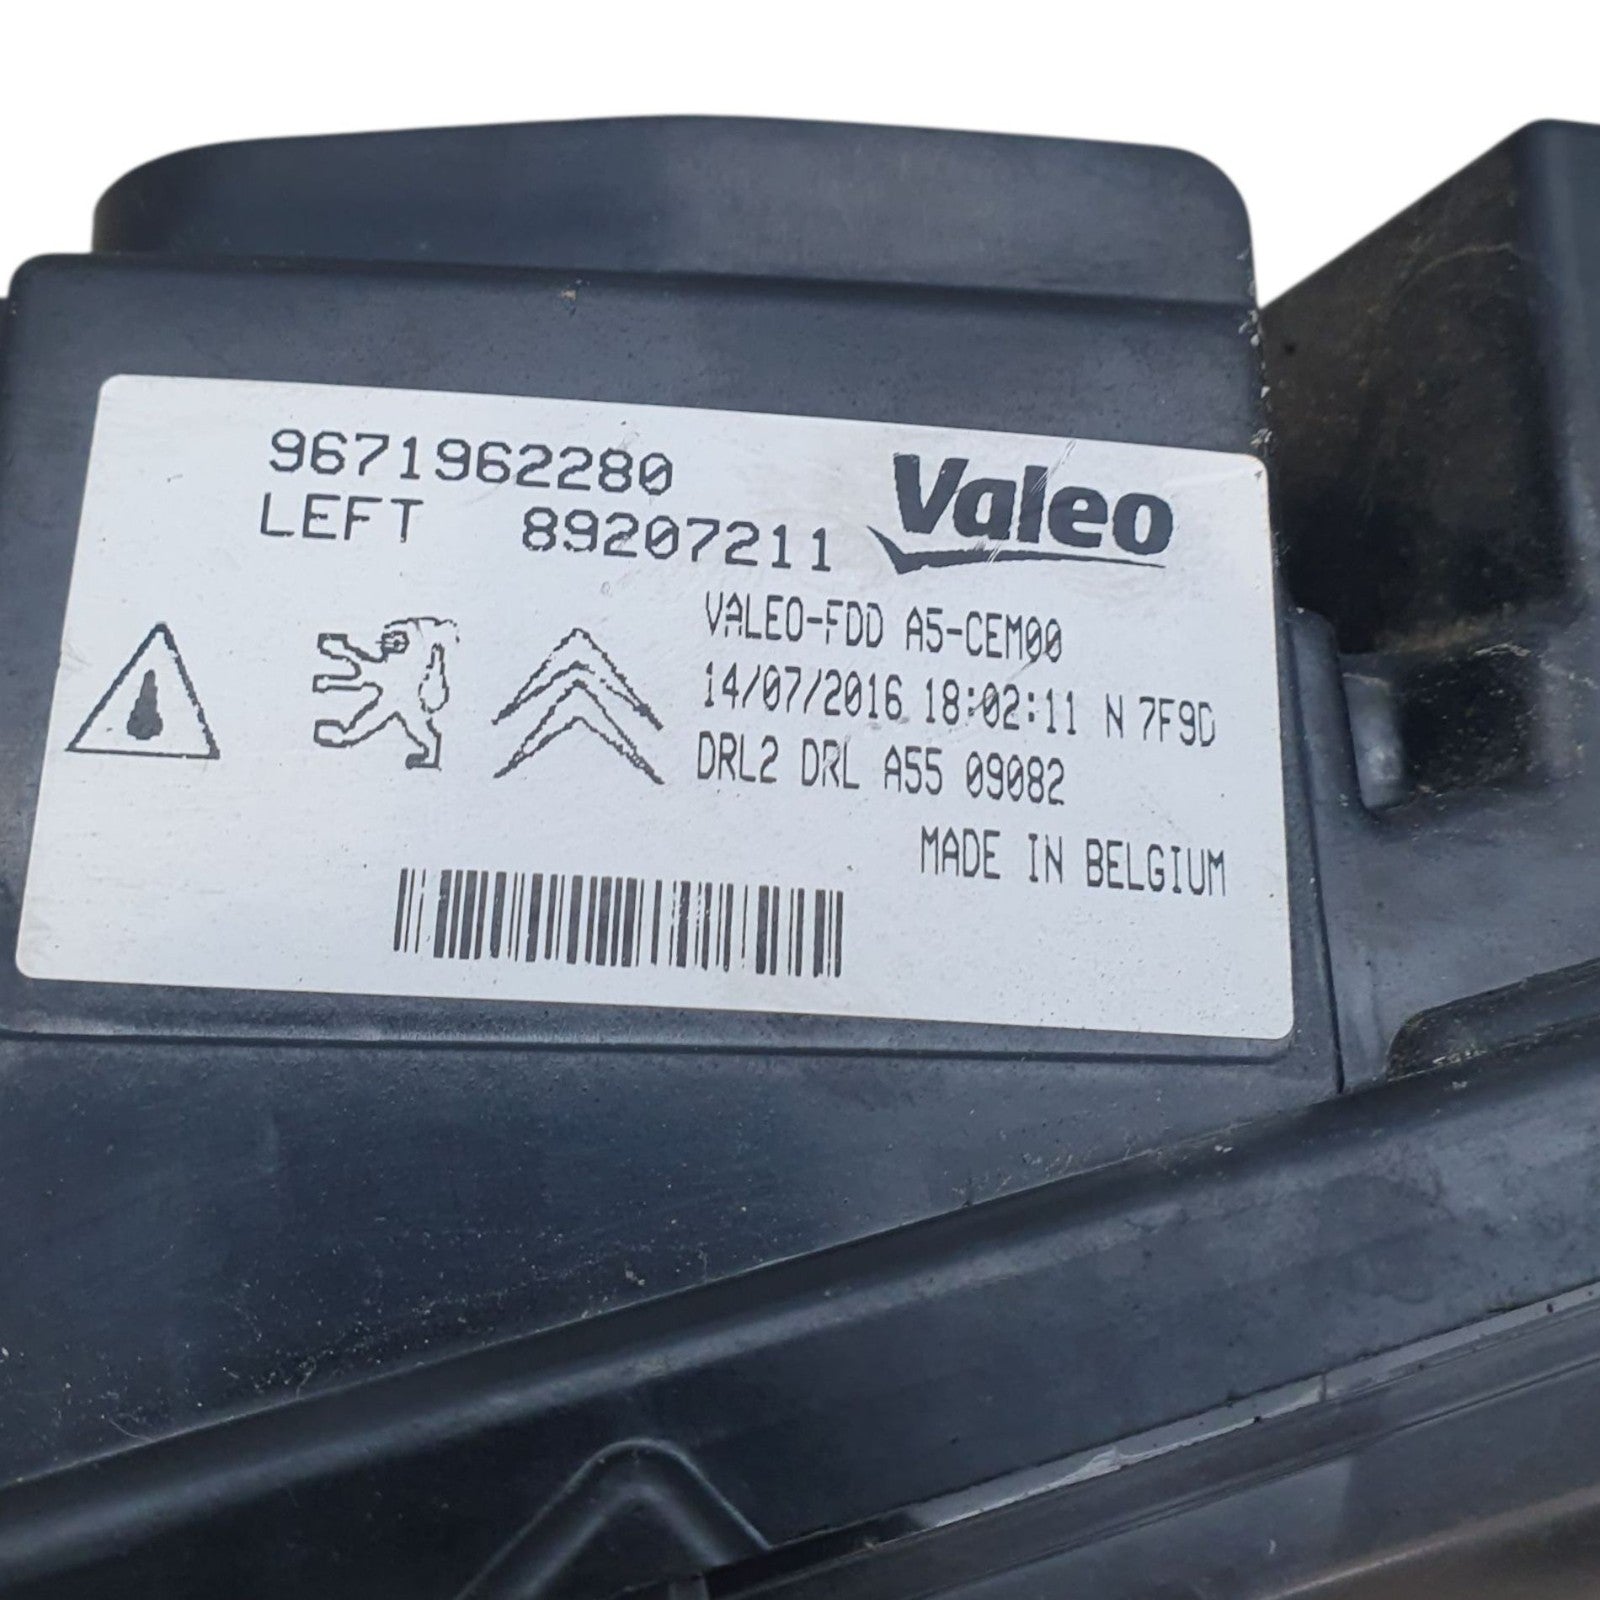 9671962280
LEFT 89207211
Valeo
VALEO-FDD A5-CEM00
14/07/2016 18:02:11 N 7F9D
DRL2 DRL A55 09082
MADE IN BELGIUM